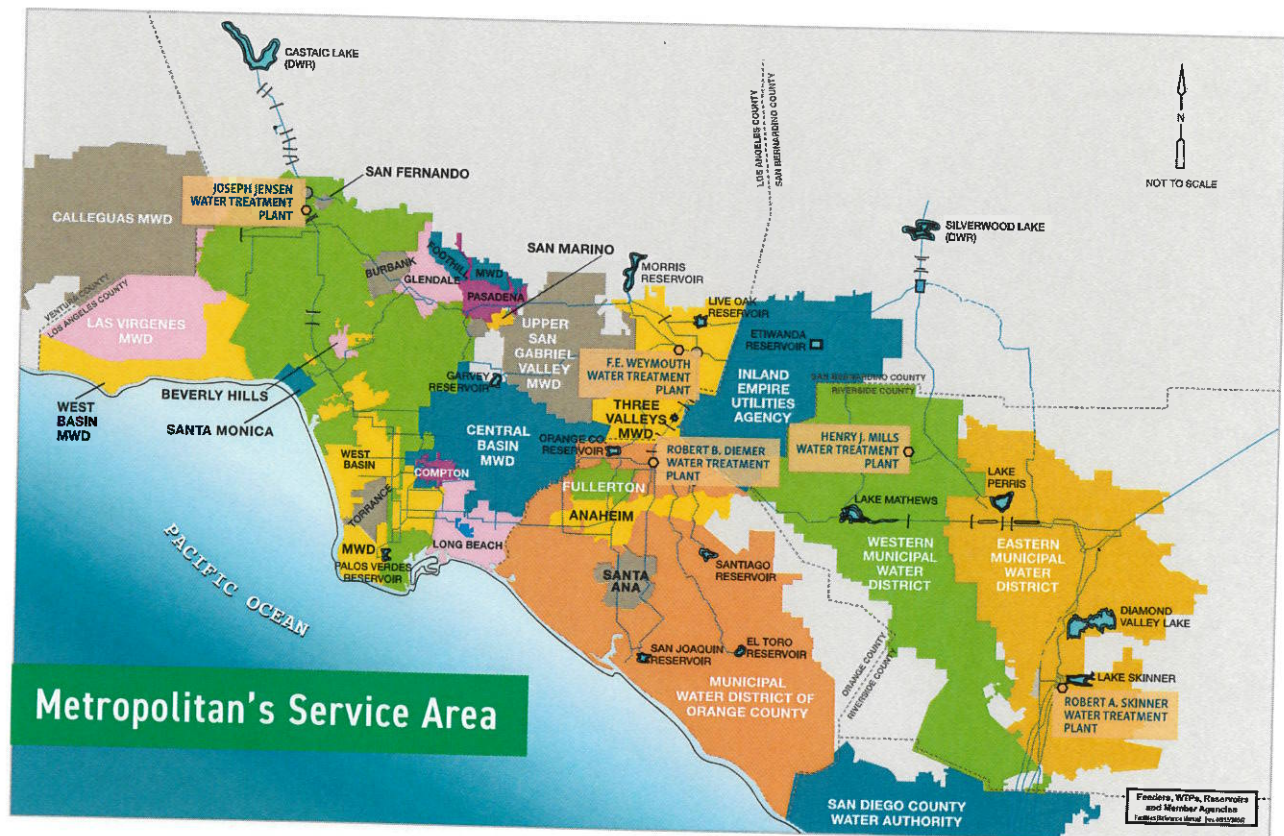 CASTAIC LAKE
(DWR)
LOS ANGELES COUNTY
SAN BERNARDINO COUNTY
N
NOT TO SCALE
SAN FERNANDO
JOSEPH JENSEN
WATER TREATMENT
PLANT
CALLEGUAS MWD
SILVERWOOD LAKE
(DWR)
SAN MARINO
BURBANK
FOOTHILL
MWD
GLENDALE
PASADENA
MORRIS
RESERVOIR
VENTURA COUNTY
LOS ANGELES COUNTY
LAS VIRGENES
MWD
LIVE OAK
RESERVOIR
UPPER
SAN
GABRIEL
VALLEY
MWD
ETIWANDA
RESERVOIR
F.E. WEYMOUTH
WATER TREATMENT
PLANT
GARVEY
RESERVOIR
SAN BERNARDINO COUNTY
RIVERSIDE COUNTY
INLAND
EMPIRE
UTILITIES
AGENCY
WEST
BASIN
MWD
BEVERLY HILLS
SANTA MONICA
THREE
VALLEYS
MWD
CENTRAL
BASIN
MWD
ORANGE CO.
RESERVOIR
ROBERT B. DIEMER
WATER TREATMENT
PLANT
HENRY J. MILLS
WATER TREATMENT
PLANT
WEST
BASIN
COMPTON
FULLERTON
LAKE
PERRIS
TORRANCE
ANAHEIM
LAKE MATHEWS
MWD
LONG BEACH
PALOS VERDES
RESERVOIR
WESTERN
MUNICIPAL
WATER
DISTRICT
EASTERN
MUNICIPAL
WATER
DISTRICT
PACIFIC OCEAN
SANTA
ANA
SANTIAGO
RESERVOIR
DIAMOND
VALLEY LAKE
SAN JOAQUIN
RESERVOIR
EL TORO
RESERVOIR
ORANGE COUNTY
RIVERSIDE COUNTY
LAKE SKINNER
MUNICIPAL
WATER DISTRICT OF
ORANGE COUNTY
ROBERT A. SKINNER
WATER TREATMENT
PLANT
Metropolitan's Service Area
SAN DIEGO COUNTY
WATER AUTHORITY
Feeders, WTPs, Reservoirs
and Member Agencies